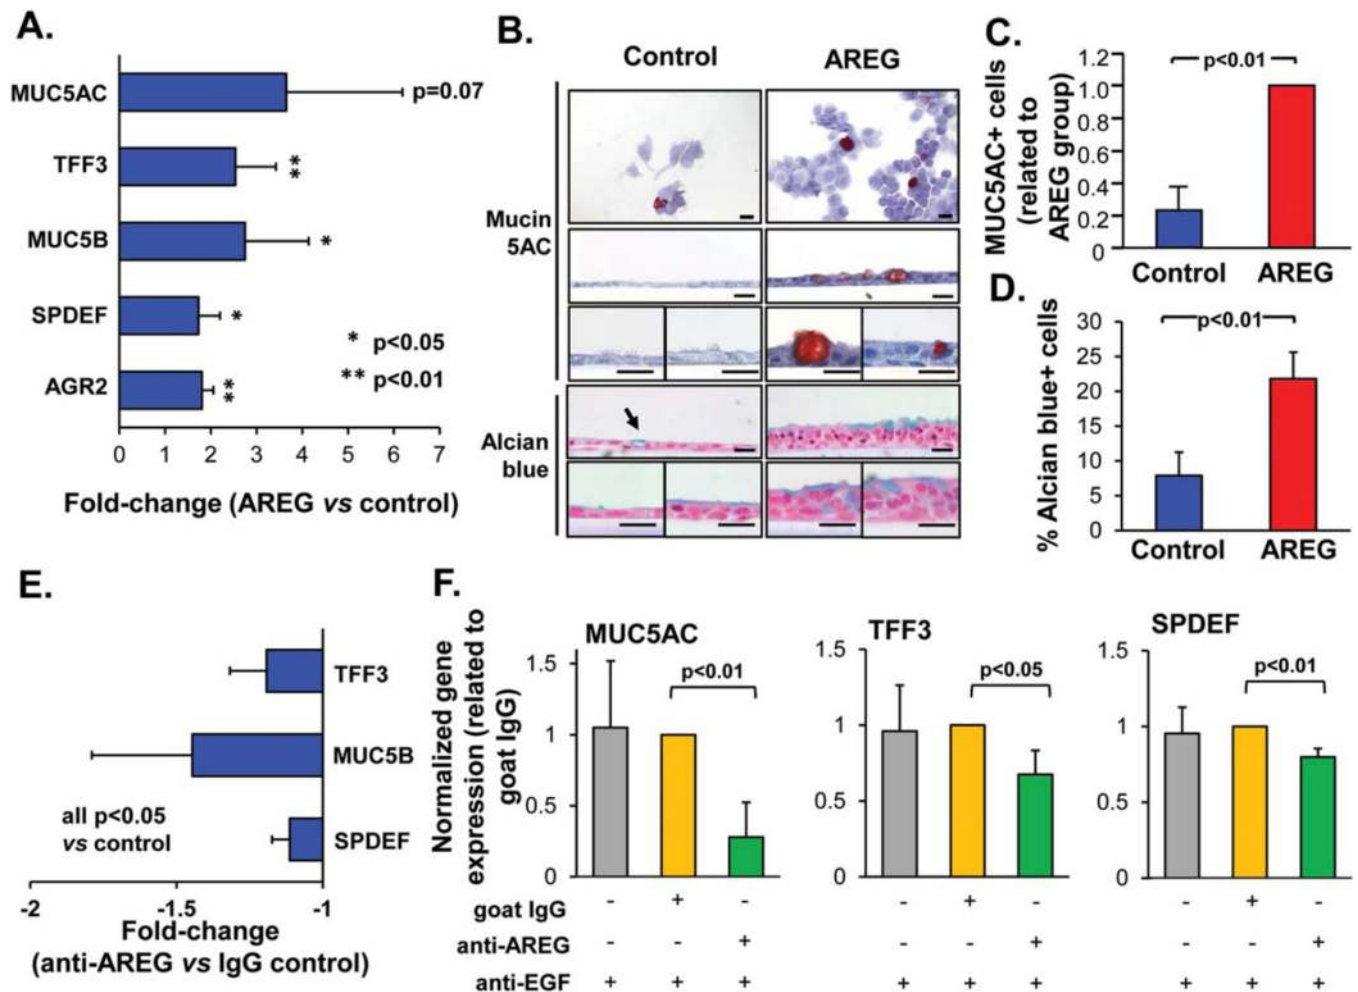 A.
MUC5AC
p=0.07
TFF3
**
MUC5B
*
SPDEF
*
* p<0.05
AGR2
**
** p<0.01
0 1 2 3 4 5 6 7
Fold-change (AREG vs control)
B.
Control AREG
Mucin
5AC
Alcian
blue
C.
MUC5AC+ cells
(related to
AREG group)
1.2
1.0
0.8
0.6
0.4
0.2
0
p<0.01
Control AREG
D.
% Alcian blue+ cells
30
25
20
15
10
5
0
p<0.01
Control AREG
E.
TFF3
MUC5B
SPDEF
all p<0.05
vs control
-2 -1.5 -1
Fold-change
(anti-AREG vs IgG control)
F.
Normalized gene
expression (related to
goat IgG)
MUC5AC
1.5
1
0.5
0
p<0.01
TFF3
1.5
1
0.5
0
p<0.05
SPDEF
1.5
1
0.5
0
p<0.01
goat IgG - + - - + - - + -
anti-AREG - - + - - + - - +
anti-EGF + + + + + + + + +